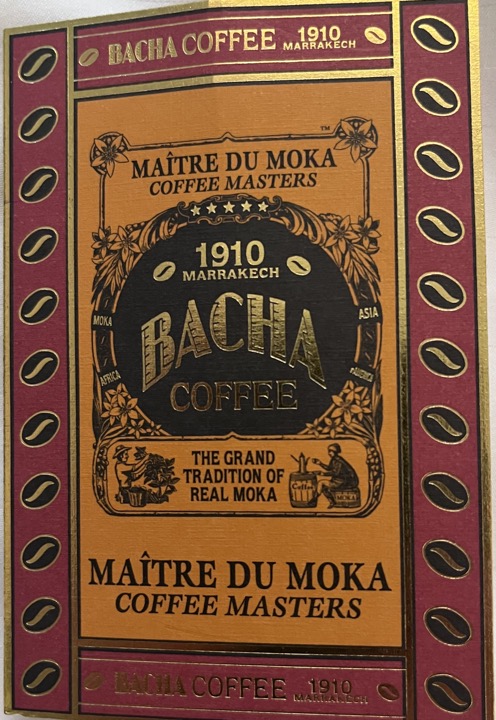 BACHA COFFEE 1910
MARRAKECH
™
MAÎTRE DU MOKA
COFFEE MASTERS
1910
MARRAKECH
MOKA
ASIA
BACHA
AFRICA
COFFEE
THE GRAND
TRADITION OF
REAL MOKA
Coffee
MOKA
MAÎTRE DU MOKA
COFFEE MASTERS
BACHA COFFEE 1910
MARRAKECH